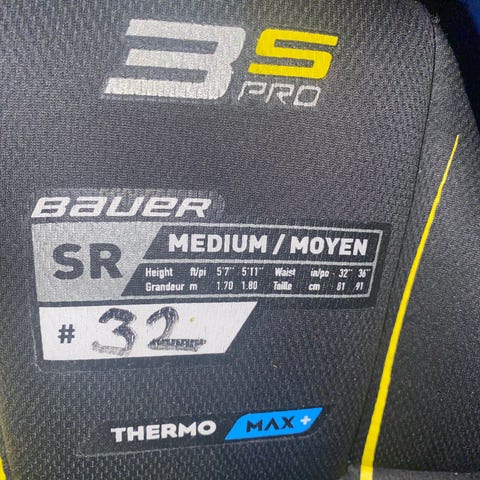 3S
PRO
BAUER
SR
MEDIUM / MOYEN
Height ft/pi 5'7'' 5'11'' Waist in/po 32'' 36''
Grandeur m 1.70 1.80 Taille cm 81 91
# 32
THERMO MAX+